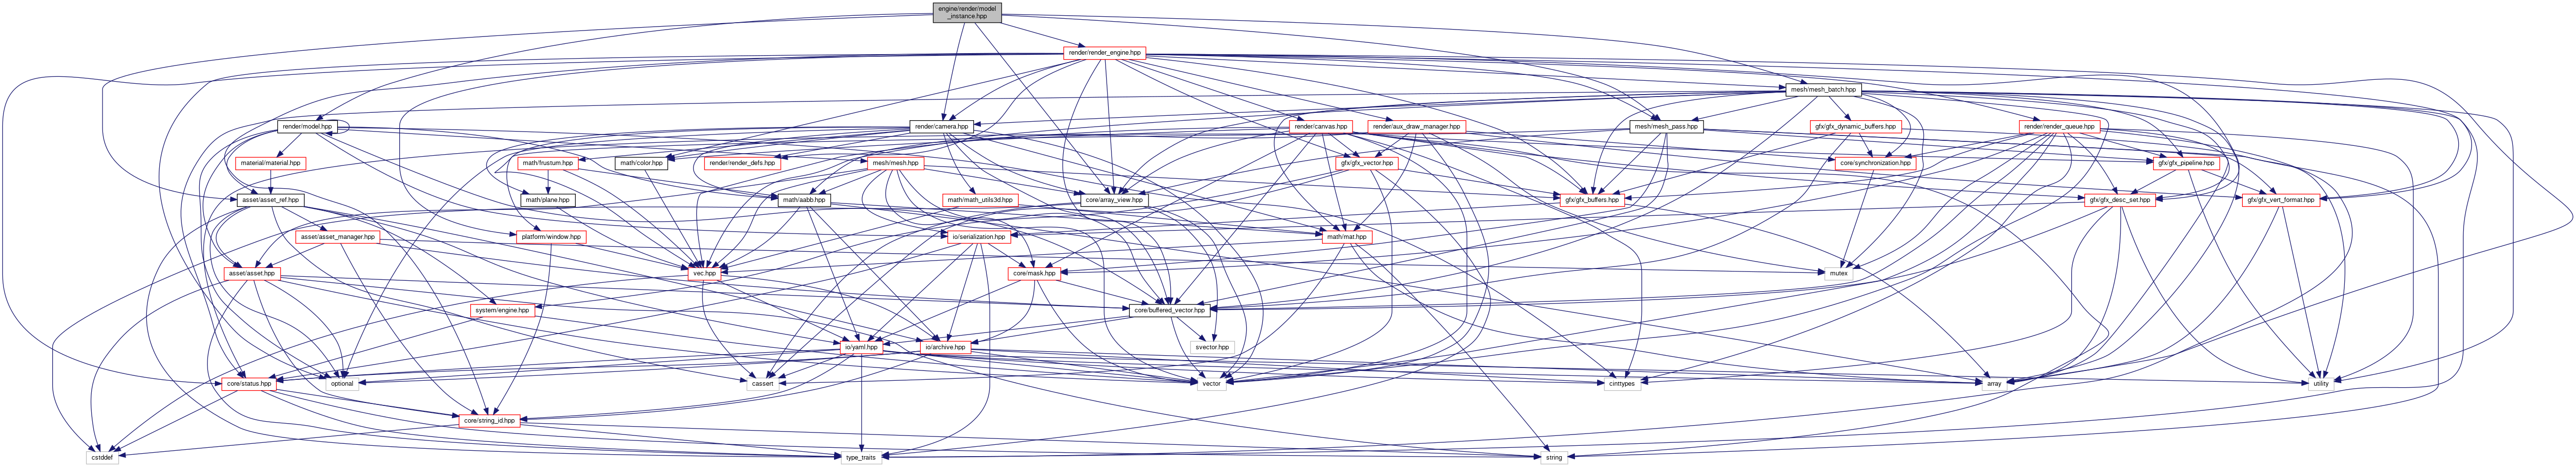 engine/render/model
_instance.hpp
render/render_engine.hpp
mesh/mesh_batch.hpp
render/model.hpp
render/camera.hpp
render/canvas.hpp
render/aux_draw_manager.hpp
mesh/mesh_pass.hpp
gfx/gfx_dynamic_buffers.hpp
render/render_queue.hpp
material/material.hpp
math/frustum.hpp
math/color.hpp
render/render_defs.hpp
mesh/mesh.hpp
gfx/gfx_vector.hpp
core/synchronization.hpp
gfx/gfx_pipeline.hpp
asset/asset_ref.hpp
math/plane.hpp
math/aabb.hpp
math/math_utils3d.hpp
core/array_view.hpp
gfx/gfx_buffers.hpp
gfx/gfx_desc_set.hpp
gfx/gfx_vert_format.hpp
asset/asset_manager.hpp
platform/window.hpp
io/serialization.hpp
math/mat.hpp
asset/asset.hpp
vec.hpp
core/mask.hpp
mutex
system/engine.hpp
core/buffered_vector.hpp
io/yaml.hpp
io/archive.hpp
svector.hpp
core/status.hpp
optional
cassert
vector
cinttypes
array
utility
core/string_id.hpp
cstddef
type_traits
string